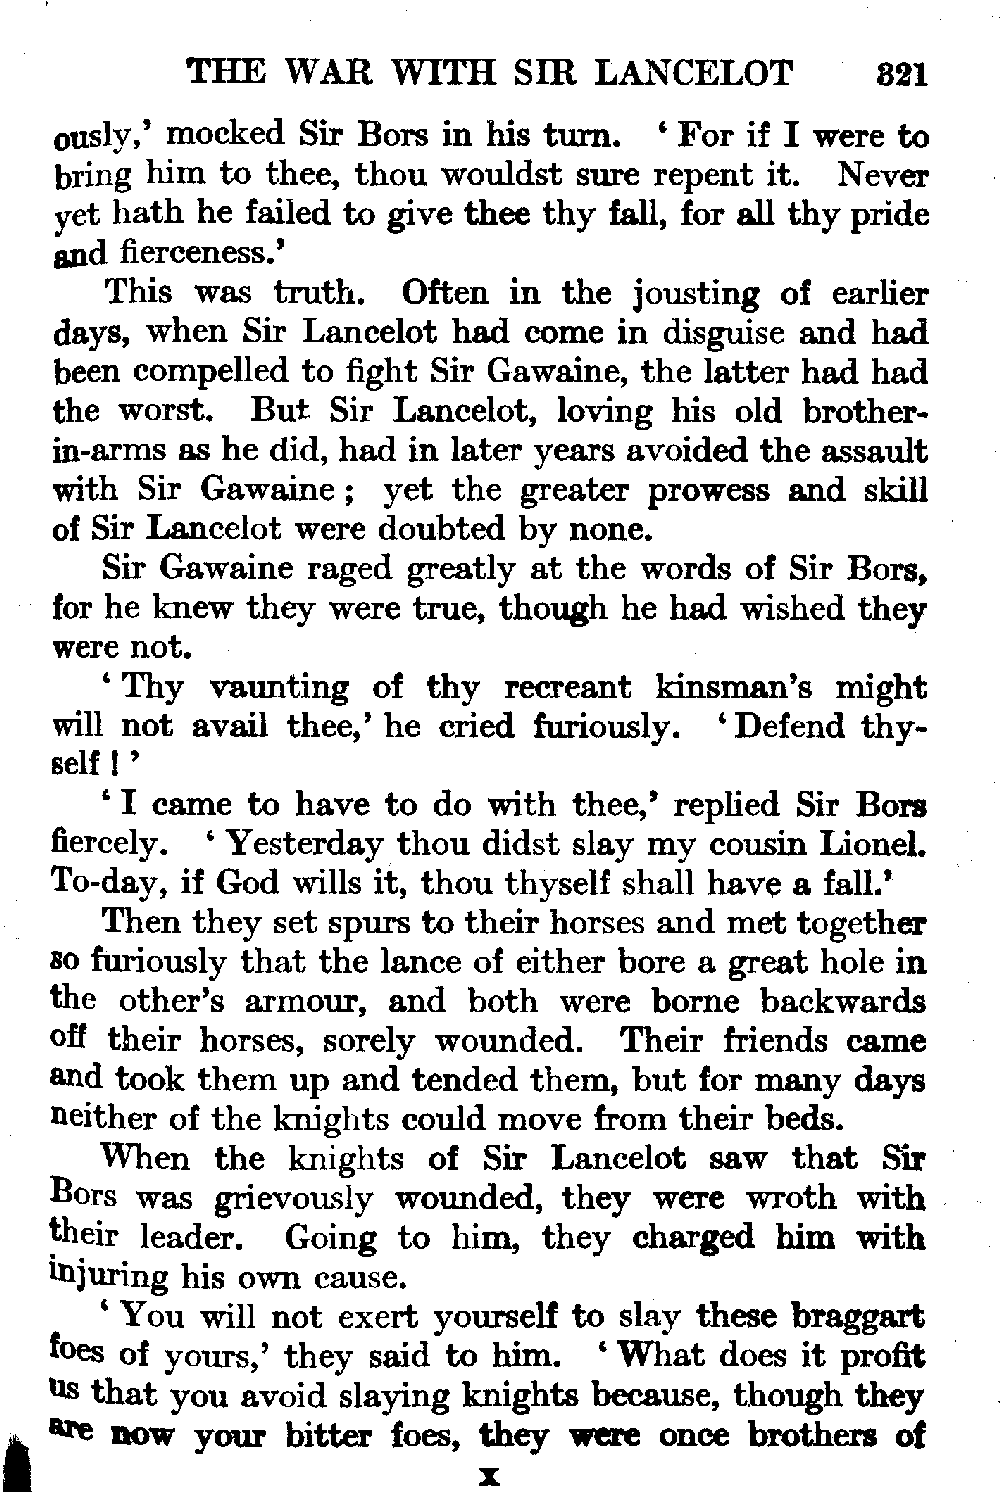 THE WAR WITH SIR LANCELOT 321
ously,’ mocked Sir Bors in his turn. ‘ For if I were to
bring him to thee, thou wouldst sure repent it. Never
yet hath he failed to give thee thy fall, for all thy pride
and fierceness.’
This was truth. Often in the jousting of earlier
days, when Sir Lancelot had come in disguise and had
been compelled to fight Sir Gawaine, the latter had had
the worst. But Sir Lancelot, loving his old brother-
in-arms as he did, had in later years avoided the assault
with Sir Gawaine ; yet the greater prowess and skill
of Sir Lancelot were doubted by none.
Sir Gawaine raged greatly at the words of Sir Bors,
for he knew they were true, though he had wished they
were not.
‘ Thy vaunting of thy recreant kinsman’s might
will not avail thee,’ he cried furiously. ‘ Defend thy-
self ! ’
‘ I came to have to do with thee,’ replied Sir Bors
fiercely. ‘ Yesterday thou didst slay my cousin Lionel.
To-day, if God wills it, thou thyself shall have a fall.’
Then they set spurs to their horses and met together
so furiously that the lance of either bore a great hole in
the other’s armour, and both were borne backwards
off their horses, sorely wounded. Their friends came
and took them up and tended them, but for many days
neither of the knights could move from their beds.
When the knights of Sir Lancelot saw that Sir
Bors was grievously wounded, they were wroth with
their leader. Going to him, they charged him with
injuring his own cause.
‘ You will not exert yourself to slay these braggart
foes of yours,’ they said to him. ‘ What does it profit
us that you avoid slaying knights because, though they
are now your bitter foes, they were once brothers of
X